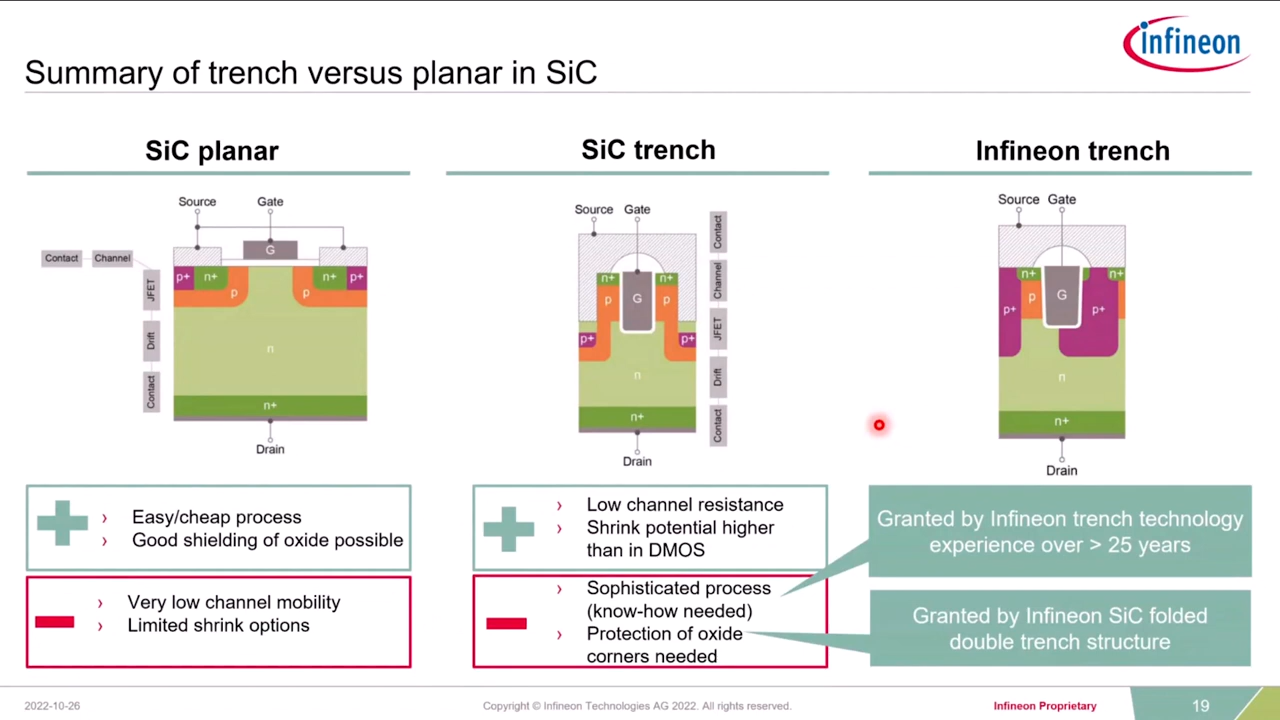 infineon
Summary of trench versus planar in SiC
SiC planar
Source
Gate
G
Contact
Channel
p+
n+
n+
p+
p
p
JFET
Drift
n
Contact
n+
Drain
SiC trench
Source
Gate
Contact
n+
n+
Channel
p
G
p
JFET
p+
p+
n
Drift
n+
Contact
Drain
Infineon trench
Source
Gate
n+
n+
p
G
p+
p+
n
n+
Drain
› Easy/cheap process
› Good shielding of oxide possible
› Very low channel mobility
› Limited shrink options
› Low channel resistance
› Shrink potential higher
than in DMOS
› Sophisticated process
(know-how needed)
› Protection of oxide
corners needed
Granted by Infineon trench technology
experience over > 25 years
Granted by Infineon SiC folded
double trench structure
2022-10-26
Copyright © Infineon Technologies AG 2022. All rights reserved.
Infineon Proprietary
19